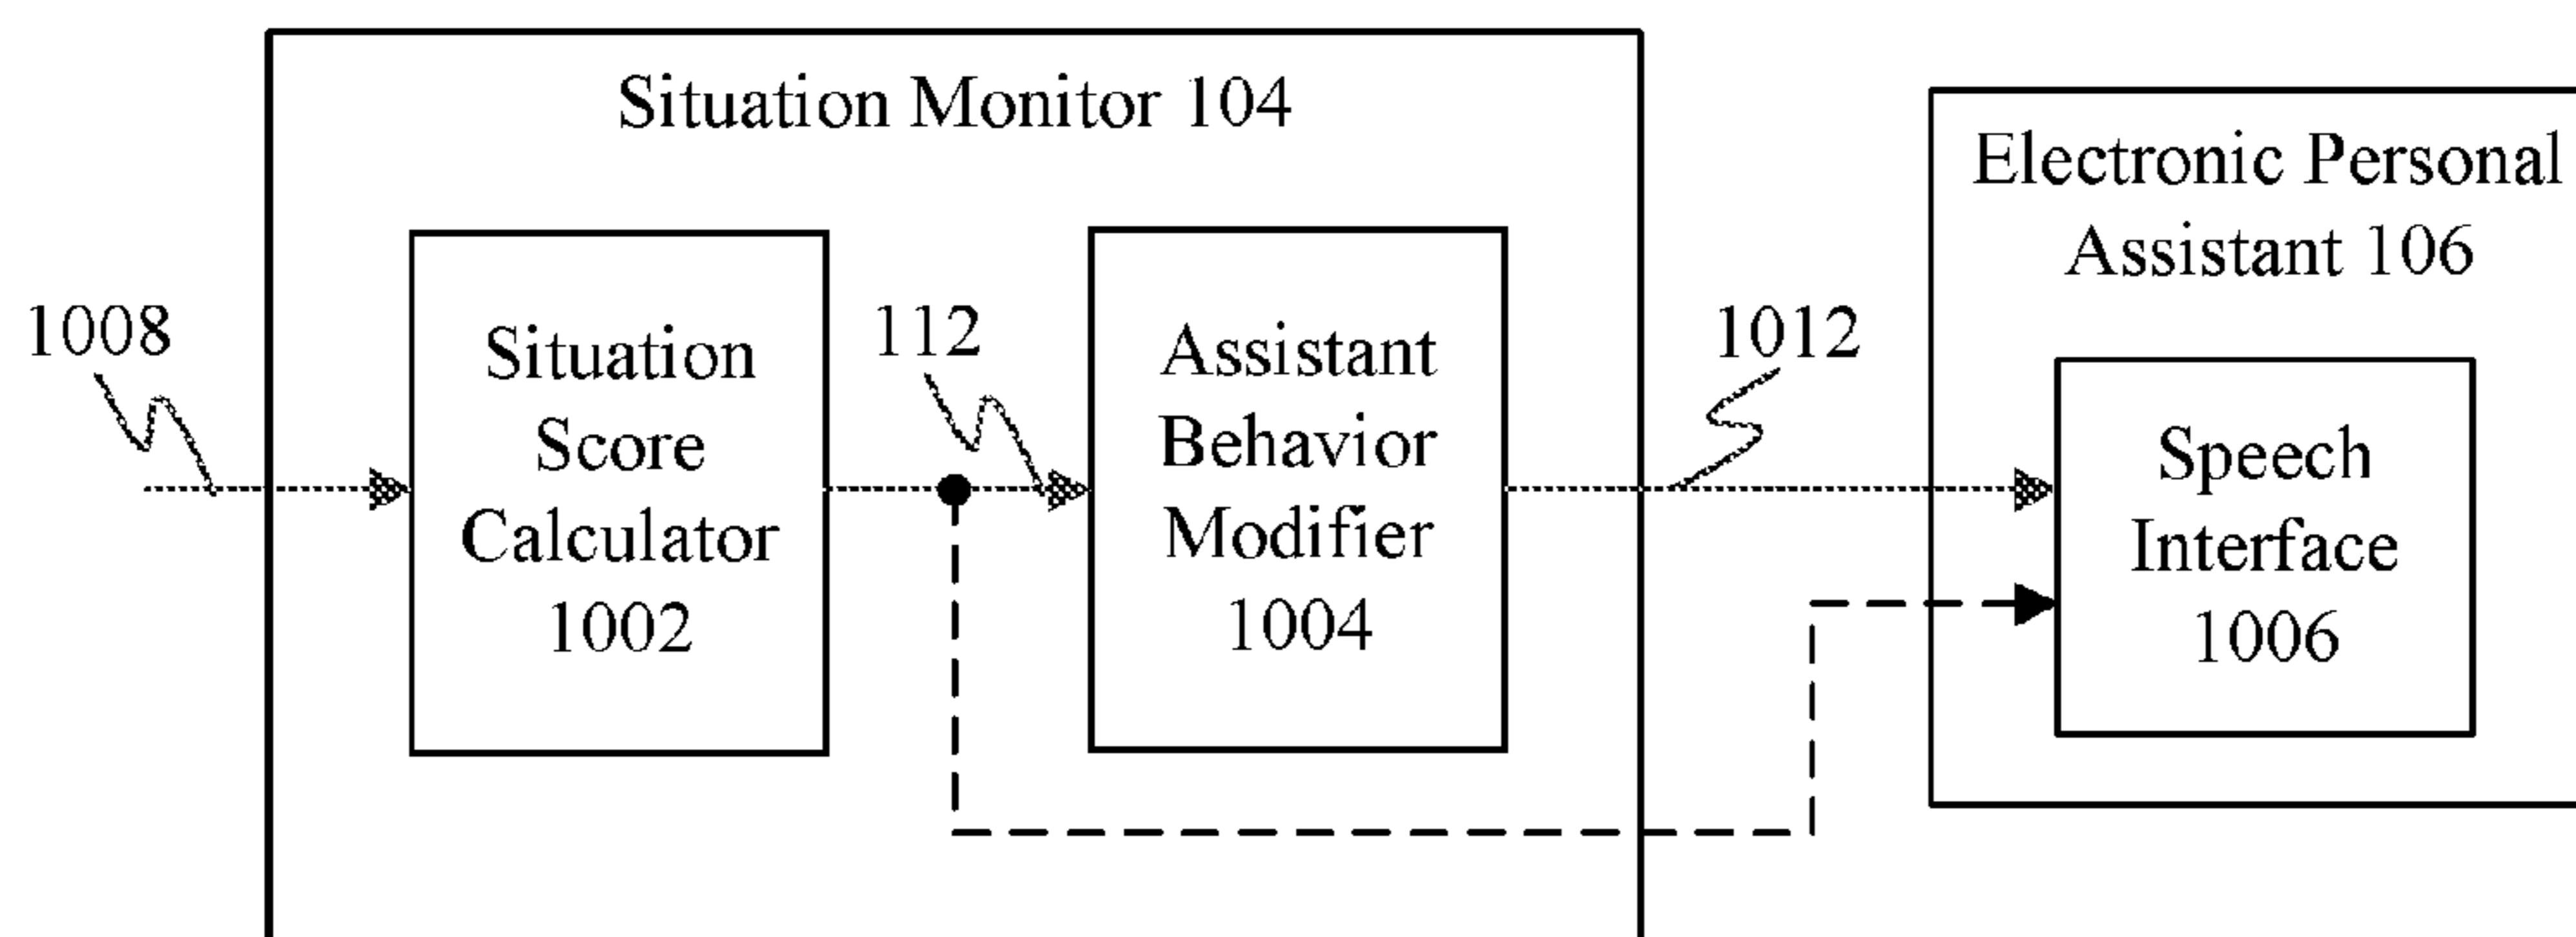 Situation Monitor 104
Electronic Personal
Assistant 106
1008
Situation
Score
Calculator
1002
112
Assistant
Behavior
Modifier
1004
1012
Speech
Interface
1006